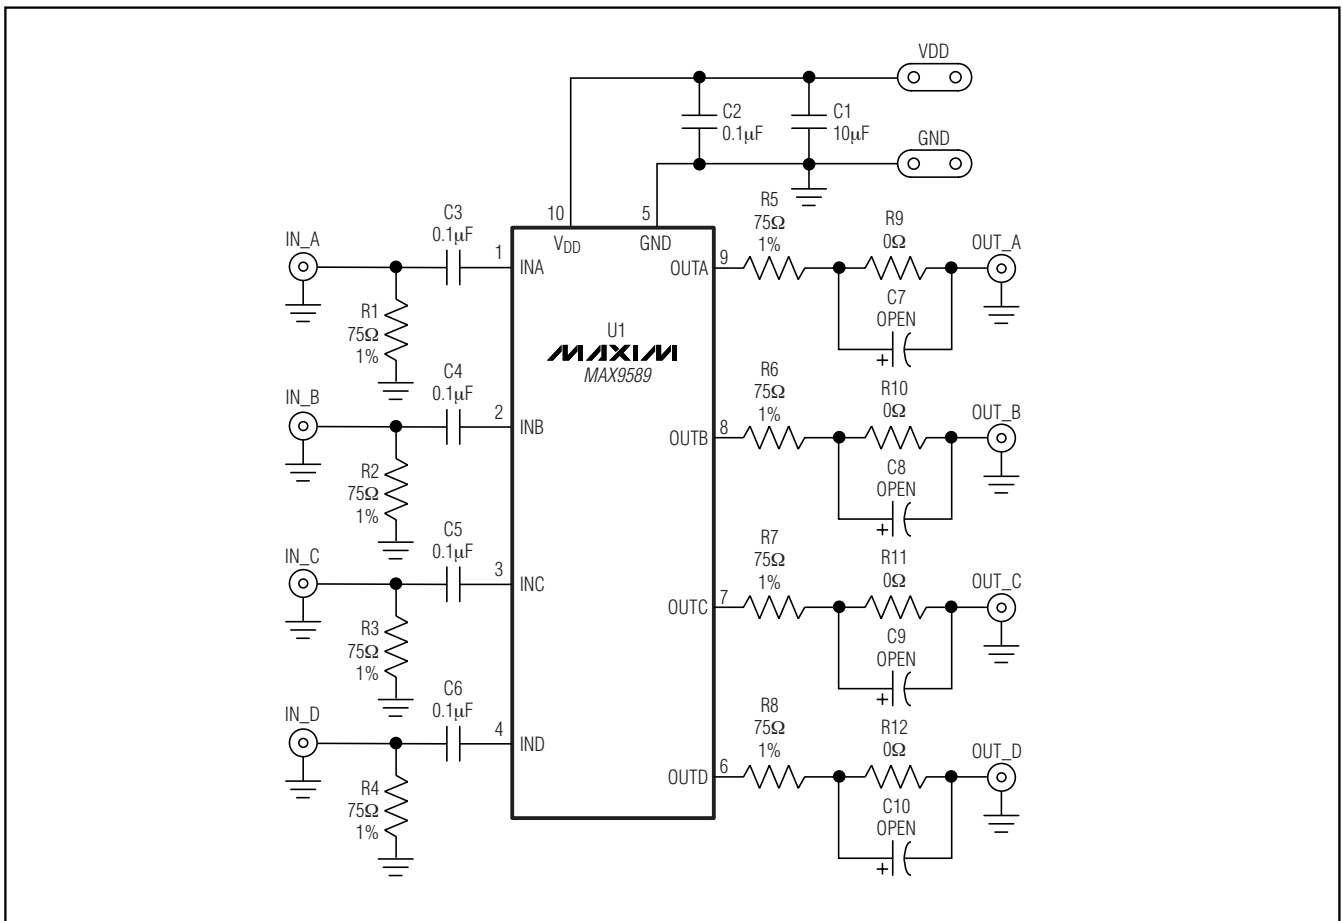 VDD
C2
0.1µF
C1
10µF
GND
10
5
VDD
GND
IN_A
C3
0.1µF
1
INA
R1
75Ω
1%
IN_B
C4
0.1µF
2
INB
R2
75Ω
1%
IN_C
C5
0.1µF
3
INC
R3
75Ω
1%
IN_D
C6
0.1µF
4
IND
R4
75Ω
1%
U1
MAXIM
MAX9589
OUTA
9
R5
75Ω
1%
R9
0Ω
C7
OPEN
+
OUT_A
OUTB
8
R6
75Ω
1%
R10
0Ω
C8
OPEN
+
OUT_B
OUTC
7
R7
75Ω
1%
R11
0Ω
C9
OPEN
+
OUT_C
OUTD
6
R8
75Ω
1%
R12
0Ω
C10
OPEN
+
OUT_D